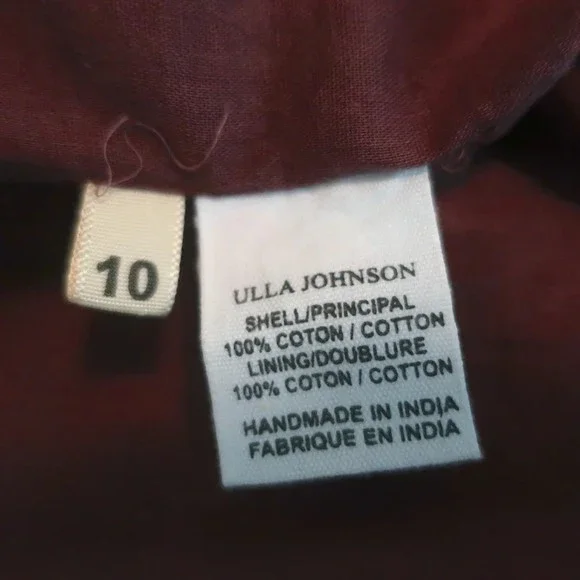 10
ULLA JOHNSON
SHELL/PRINCIPAL
100% COTON / COTTON
LINING/DOUBLURE
100% COTON / COTTON
HANDMADE IN INDIA
FABRIQUE EN INDIA